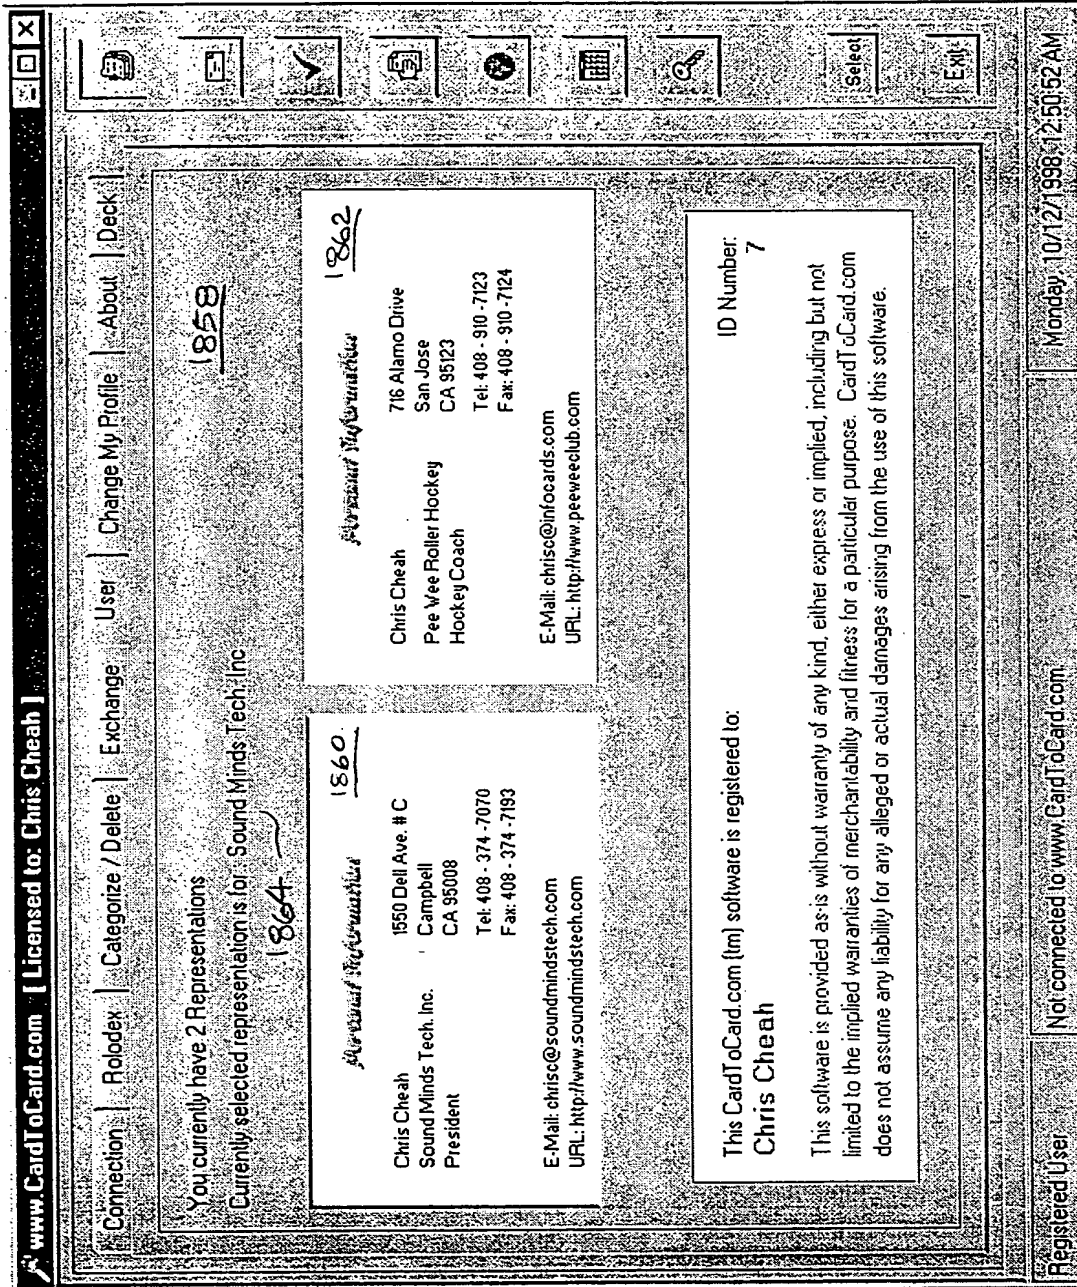 www.CardToCard.com [ Licensed to: Chris Cheah ]
Connection Rolodex Categorize / Delete Exchange User Change My Profile About Deck
You currently have 2 Representations
1858
Currently selected representation is for : Sound Minds Tech. Inc
1864
1860
Chris Cheah
Sound Minds Tech. Inc.
President
1550 Dell Ave. # C
Campbell
CA 95008
Tel: 408 - 374 -7070
Fax: 408 - 374 -7193
E-Mail: chrisc@soundmindstech.com
URL: http://www.soundmindstech.com
1862
Chris Cheah
Pee Wee Roller Hockey
Hockey Coach
716 Alamo Drive
San Jose
CA 95123
Tel: 408 - 910 -7123
Fax: 408 - 910 -7124
E-Mail: chrisc@infocards.com
URL: http://www.peeweeclub.com
This CardToCard.com (tm) software is registered to:
Chris Cheah
ID Number:
7
This software is provided as-is without warranty of any kind, either express or implied, including but not
limited to the implied warranties of merchantability and fitness for a particular purpose. CardToCard.com
does not assume any liability for any alleged or actual damages arising from the use of this software.
Select
Exit
Registered User
Not connected to www.CardToCard.com
Monday 10/12/1998 12:50:52 AM